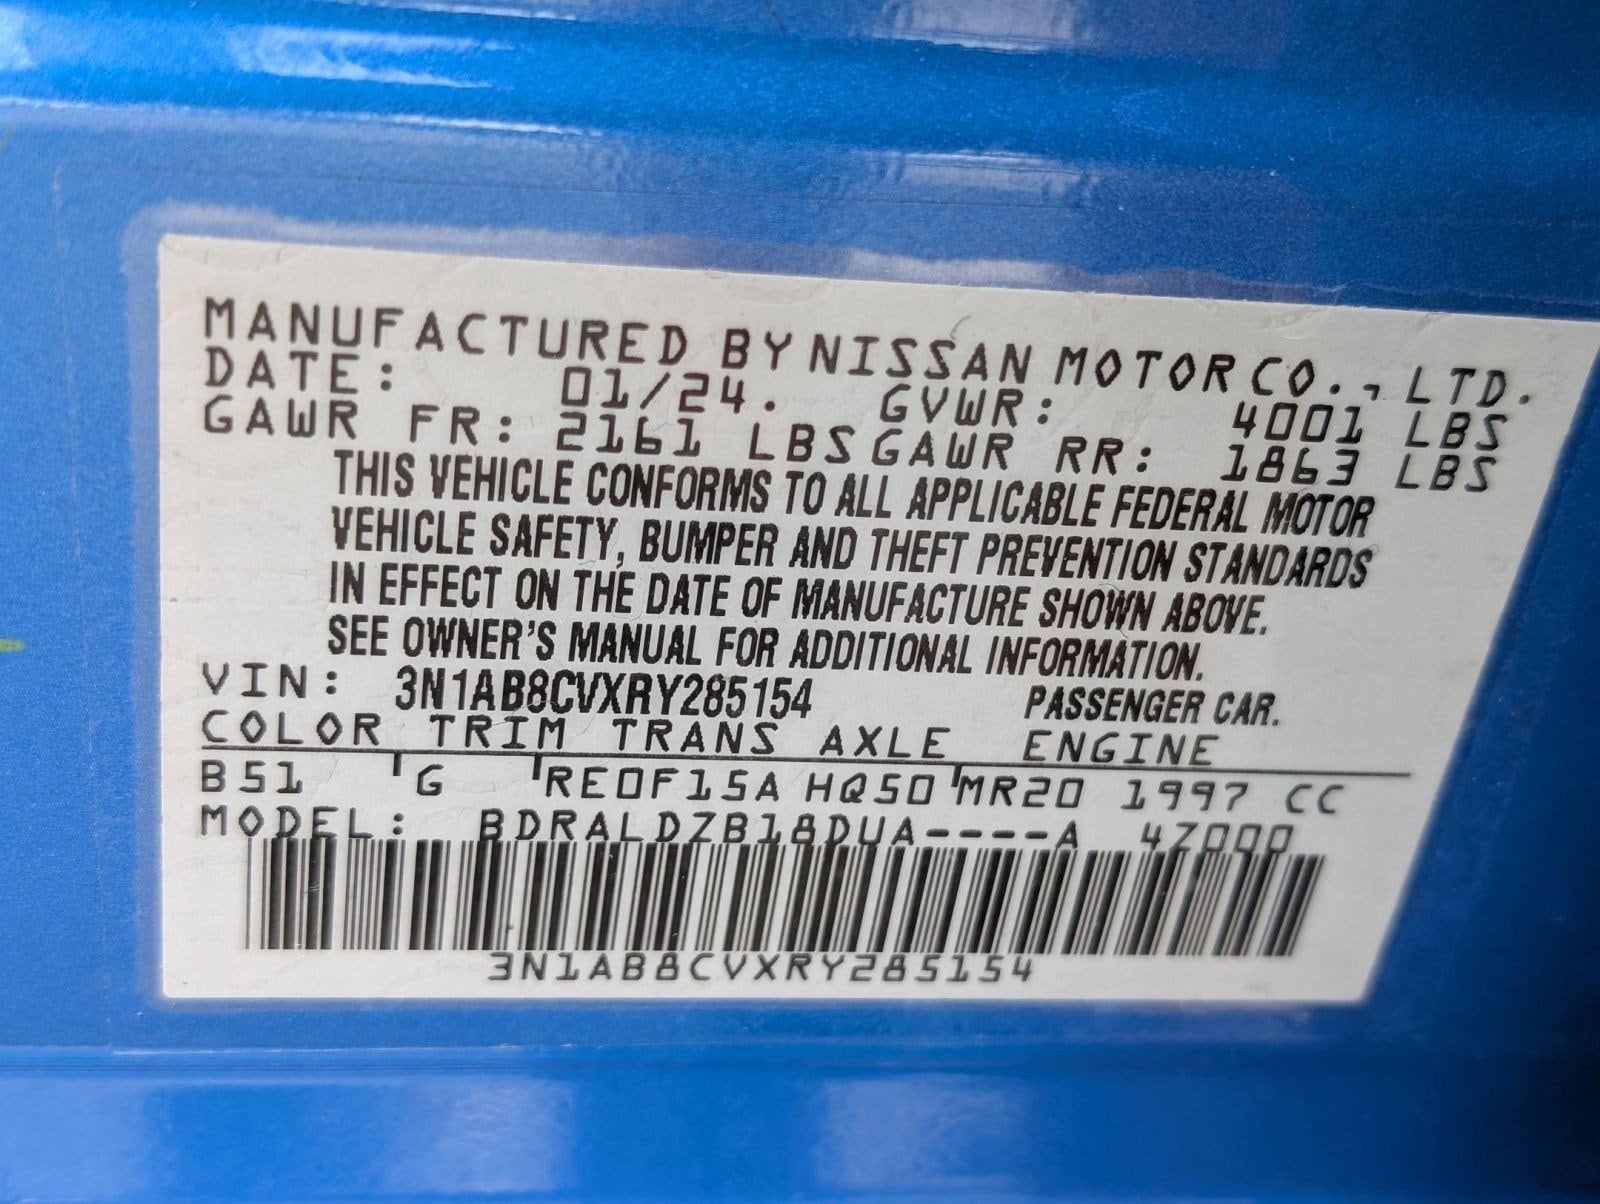 MANUFACTURED BY NISSAN MOTOR CO., LTD.
DATE: 01/24. GVWR: 4001 LBS
GAWR FR: 2161 LBS GAWR RR: 1863 LBS
THIS VEHICLE CONFORMS TO ALL APPLICABLE FEDERAL MOTOR
VEHICLE SAFETY, BUMPER AND THEFT PREVENTION STANDARDS
IN EFFECT ON THE DATE OF MANUFACTURE SHOWN ABOVE.
SEE OWNER'S MANUAL FOR ADDITIONAL INFORMATION.
VIN: 3N1AB8CVXRY285154 PASSENGER CAR.
COLOR TRIM TRANS AXLE ENGINE
B51 G RE0F15A HQ50 MR20 1997 CC
MODEL: BDRALDZB18DUA----A 4Z000
3N1AB8CVXRY285154